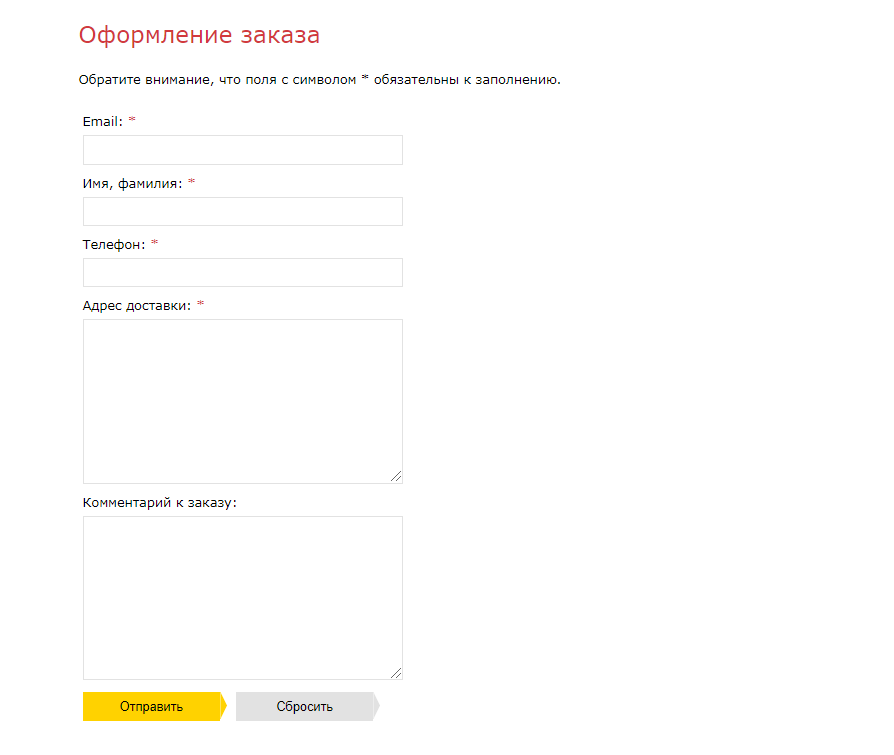 Оформление заказа
Обратите внимание, что поля с символом * обязательны к заполнению.
Email: *
Имя, фамилия: *
Телефон: *
Адрес доставки: *
Комментарий к заказу:
Отправить Сбросить